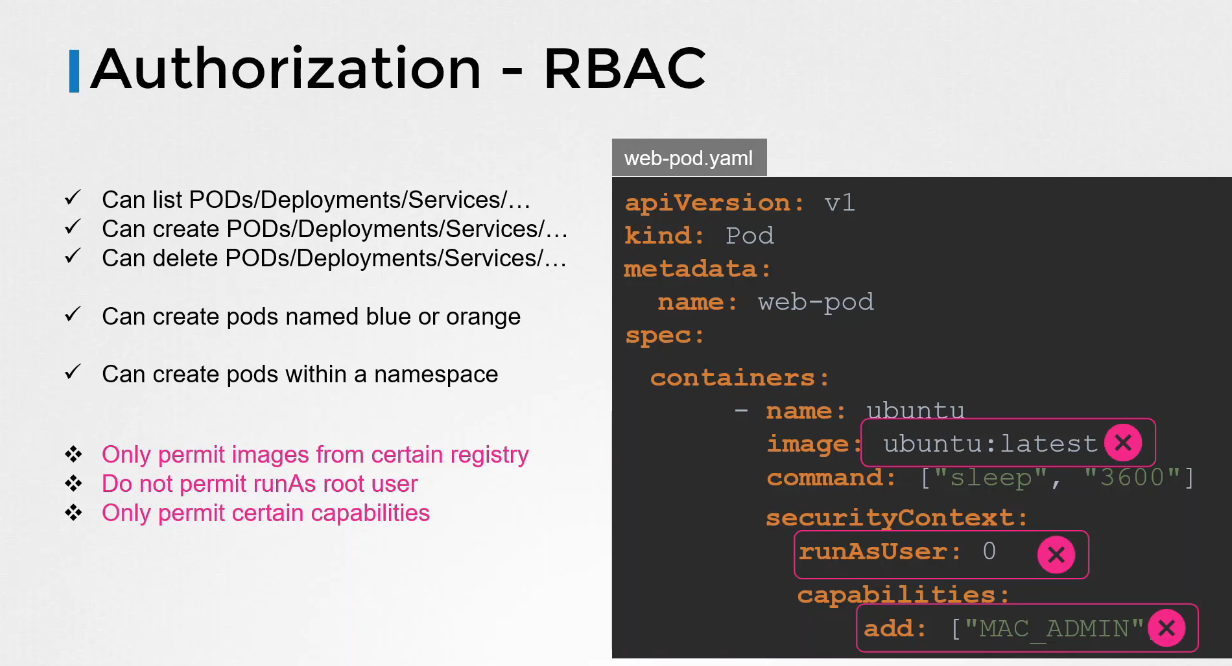 Authorization - RBAC
✓ Can list PODs/Deployments/Services/…
✓ Can create PODs/Deployments/Services/…
✓ Can delete PODs/Deployments/Services/…
✓ Can create pods named blue or orange
✓ Can create pods within a namespace
❖ Only permit images from certain registry
❖ Do not permit runAs root user
❖ Only permit certain capabilities
web-pod.yaml
apiVersion: v1
kind: Pod
metadata:
  name: web-pod
spec:
  containers:
    - name: ubuntu
      image: ubuntu:latest
      command: ["sleep", "3600"]
      securityContext:
        runAsUser: 0
        capabilities:
          add: ["MAC_ADMIN"